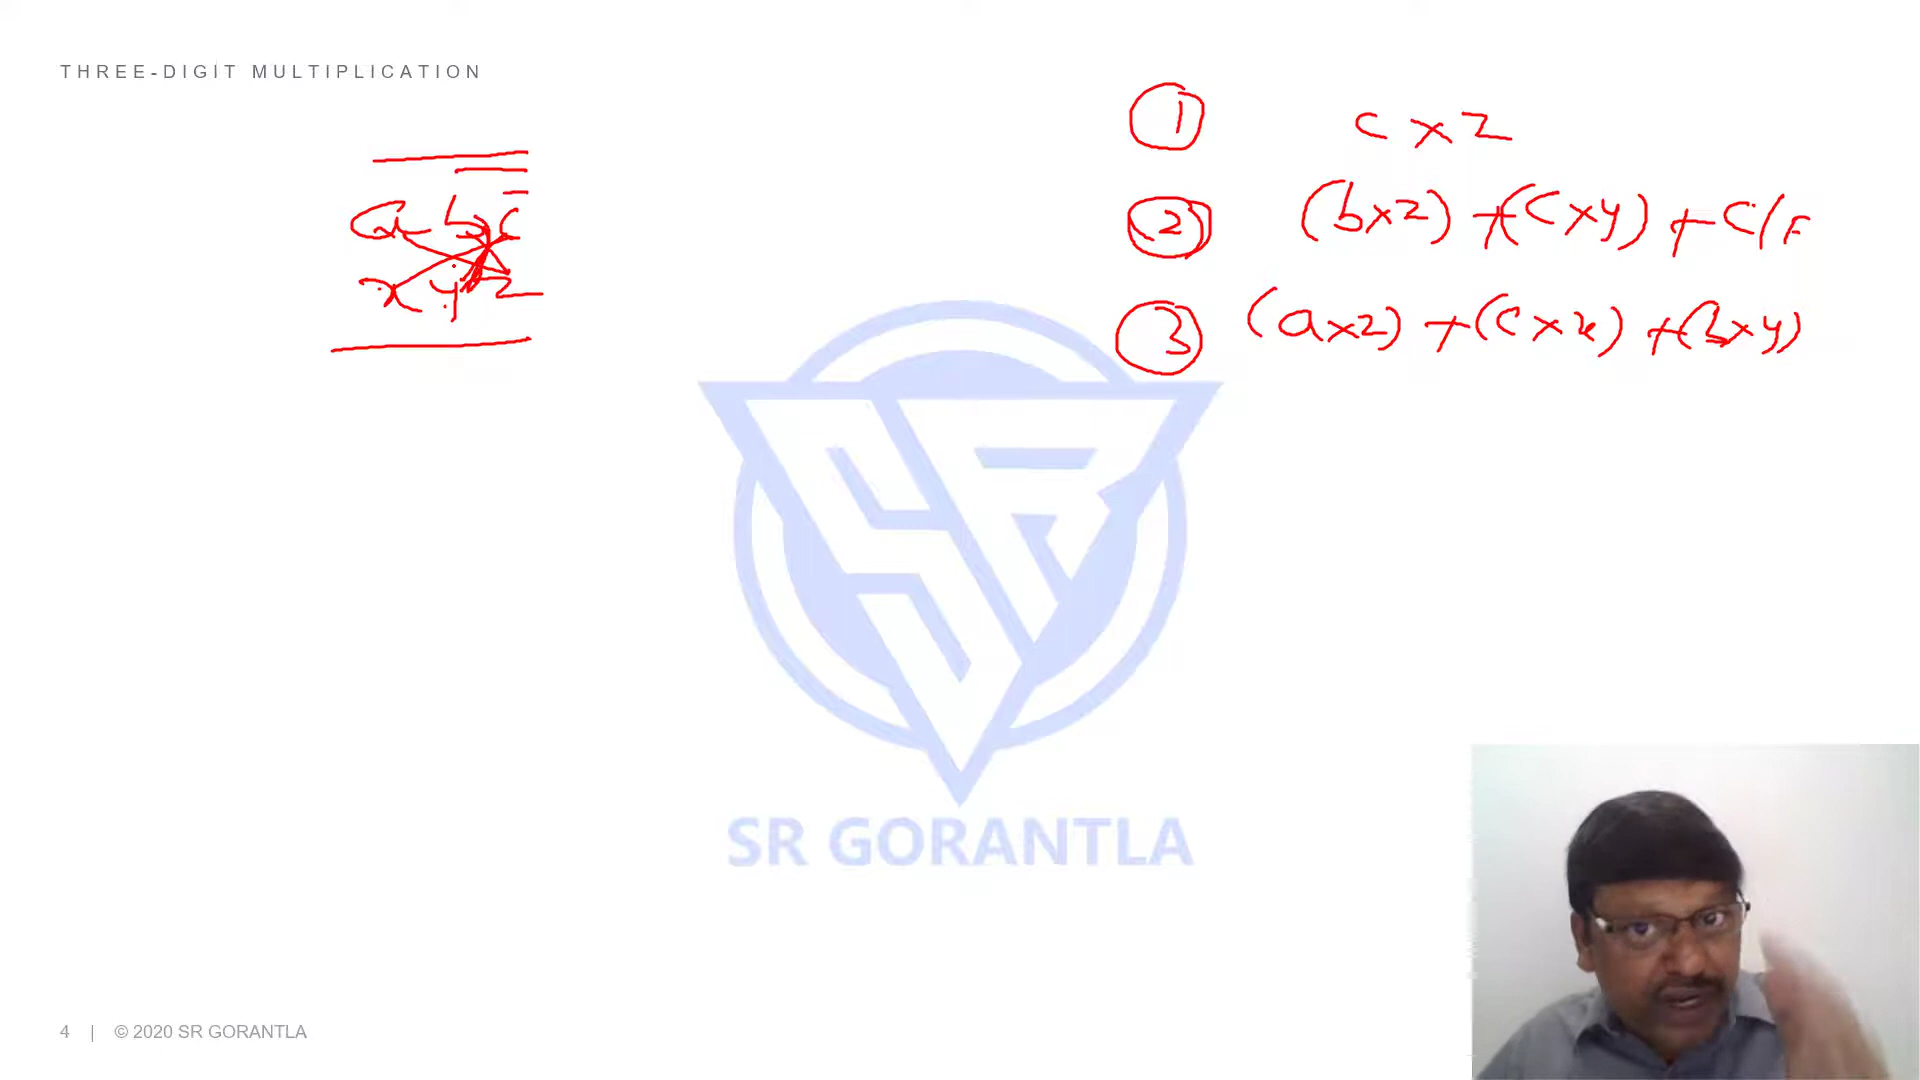 THREE-DIGIT MULTIPLICATION
a b c
x y z
1 c x z
2 (b x z) + (c x y) + C/F
3 (a x z) + (c x x) + (b x y)
SR GORANTLA
4 | © 2020 SR GORANTLA